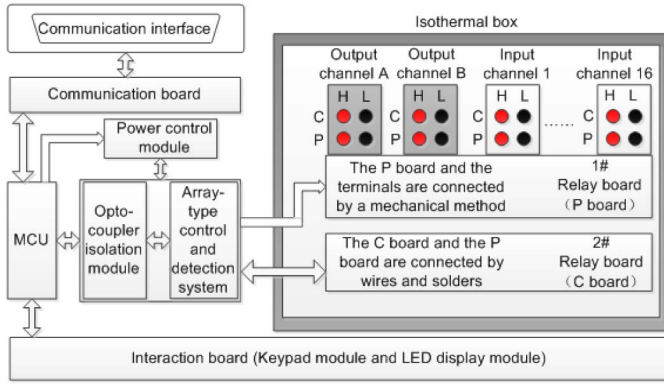 Communication interface
Communication board
Power control
module
MCU
Opto-
coupler
isolation
module
Array-
type
control
and
detection
system
Isothermal box
Output
channel A
Output
channel B
Input
channel 1
Input
channel 16
H L
H L
H L
H L
C
P
C
P
C
P
......
C
P
The P board and the
terminals are connected
by a mechanical method
1#
Relay board
(P board)
The C board and the P
board are connected by
wires and solders
2#
Relay board
(C board)
Interaction board (Keypad module and LED display module)